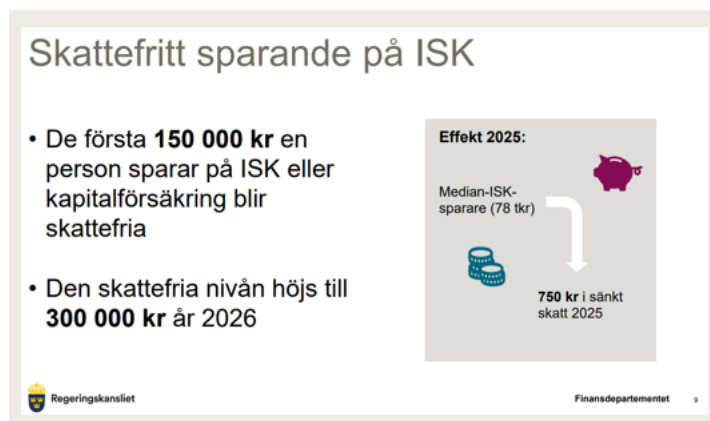 Skattefritt sparande på ISK
• De första 150 000 kr en
person sparar på ISK eller
kapitalförsäkring blir
skattefria
• Den skattefria nivån höjs till
300 000 kr år 2026
Effekt 2025:
Median-ISK-
sparare (78 tkr)
750 kr i sänkt
skatt 2025
Regeringskansliet
Finansdepartementet
9